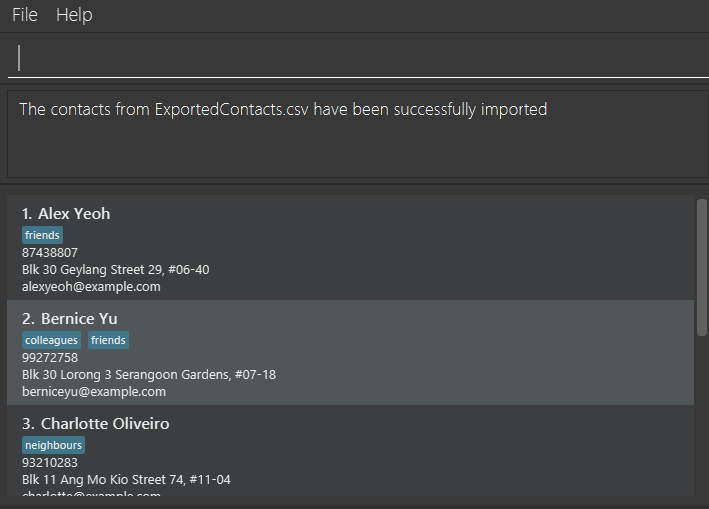 File Help
The contacts from ExportedContacts.csv have been successfully imported
1. Alex Yeoh
friends
87438807
Blk 30 Geylang Street 29, #06-40
alexyeoh@example.com
2. Bernice Yu
colleagues friends
99272758
Blk 30 Lorong 3 Serangoon Gardens, #07-18
berniceyu@example.com
3. Charlotte Oliveiro
neighbours
93210283
Blk 11 Ang Mo Kio Street 74, #11-04
charlotte@example.com